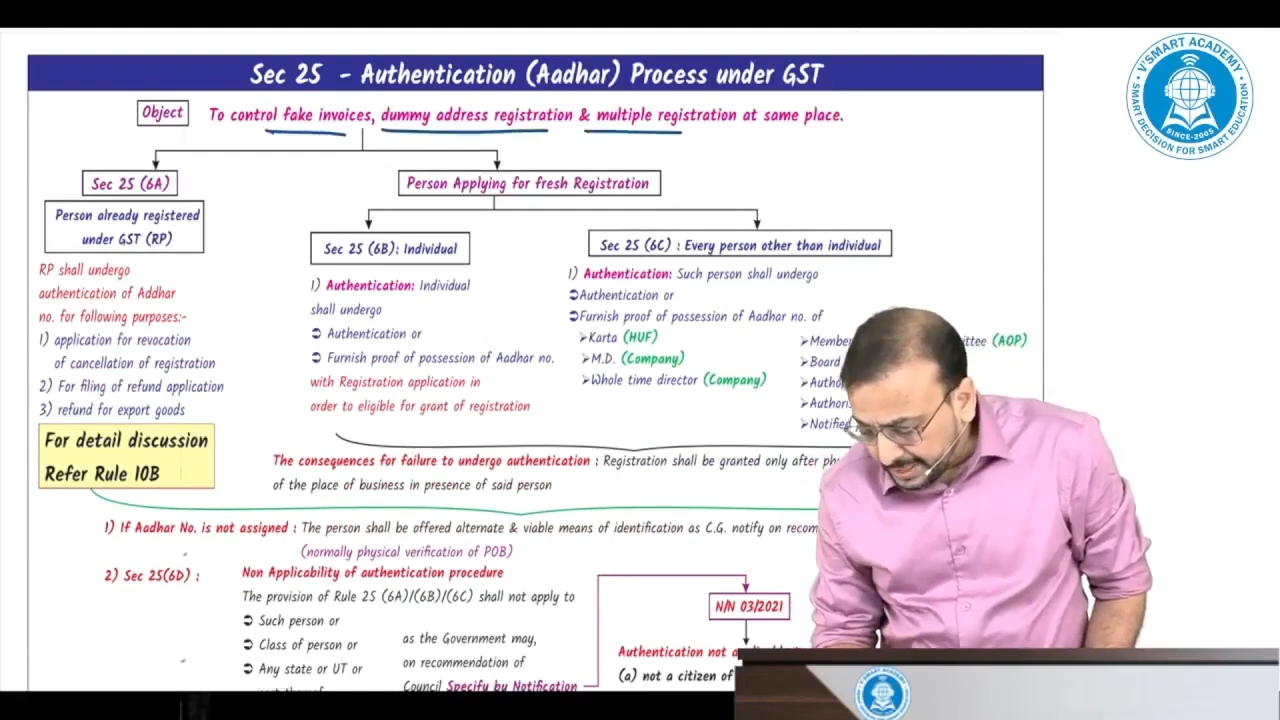 Sec 25 - Authentication (Aadhar) Process under GST
Object
To control fake invoices, dummy address registration & multiple registration at same place.
Sec 25 (6A)
Person already registered
under GST (RP)
RP shall undergo
authentication of Addhar
no. for following purposes:-
1) application for revocation
of cancellation of registration
2) For filing of refund application
3) refund for export goods
For detail discussion
Refer Rule 10B
Person Applying for fresh Registration
Sec 25 (6B): Individual
1) Authentication: Individual
shall undergo
➲ Authentication or
➲ Furnish proof of possession of Aadhar no.
with Registration application in
order to eligible for grant of registration
Sec 25 (6C) : Every person other than individual
1) Authentication: Such person shall undergo
➲Authentication or
➲Furnish proof of possession of Aadhar no. of
➢Karta (HUF)
➢M.D. (Company)
➢Whole time director (Company)
(AOP)
➢Board
The consequences for failure to undergo authentication : Registration shall be granted only after
of the place of business in presence of said person
1) If Aadhar No. is not assigned : The person shall be offered alternate & viable means of identification as C.G. notify on
(normally physical verification of POB)
2) Sec 25(6D) :
Non Applicability of authentication procedure
The provision of Rule 25 (6A)/(6B)/(6C) shall not apply to
➲ Such person or
➲ Class of person or
➲ Any state or UT or
as the Government may,
on recommendation of
Council Specify by Notification
N/N 03/2021
Authentication not
(a) not a citizen of
V'SMART ACADEMY
SMART DECISION FOR SMART EDUCATION
SINCE-2005